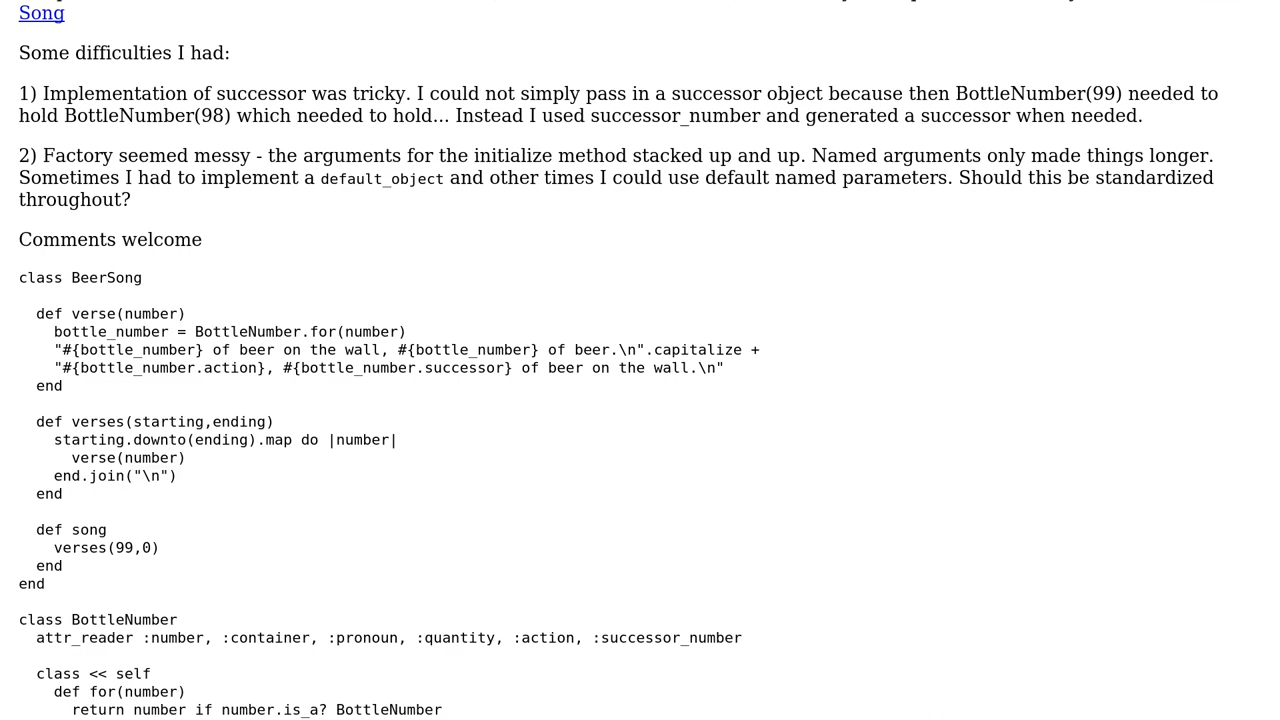 Song
Some difficulties I had:
1) Implementation of successor was tricky. I could not simply pass in a successor object because then BottleNumber(99) needed to
hold BottleNumber(98) which needed to hold... Instead I used successor_number and generated a successor when needed.
2) Factory seemed messy - the arguments for the initialize method stacked up and up. Named arguments only made things longer.
Sometimes I had to implement a default_object and other times I could use default named parameters. Should this be standardized
throughout?
Comments welcome
class BeerSong
  def verse(number)
    bottle_number = BottleNumber.for(number)
    "#{bottle_number} of beer on the wall, #{bottle_number} of beer.\n".capitalize +
    "#{bottle_number.action}, #{bottle_number.successor} of beer on the wall.\n"
  end
  def verses(starting,ending)
    starting.downto(ending).map do |number|
      verse(number)
    end.join("\n")
  end
  def song
    verses(99,0)
  end
end
class BottleNumber
  attr_reader :number, :container, :pronoun, :quantity, :action, :successor_number
  class << self
    def for(number)
      return number if number.is_a? BottleNumber